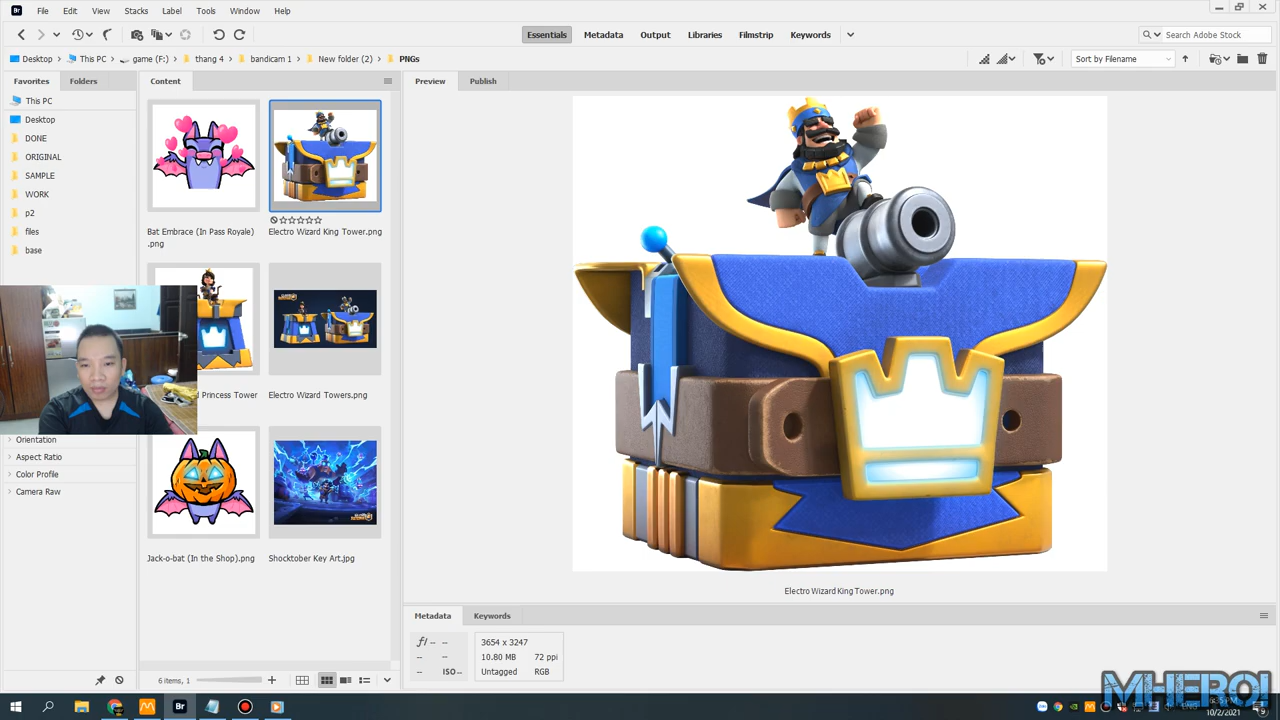 Br File Edit View Stacks Label Tools Window Help
Essentials Metadata Output Libraries Filmstrip Keywords
Search Adobe Stock
Desktop > This PC > game (F:) > thang 4 > bandicam 1 > New folder (2) > PNGs
Sort by Filename
Favorites Folders
This PC
Desktop
DONE
ORIGINAL
SAMPLE
WORK
p2
files
base
Orientation
Aspect Ratio
Color Profile
Camera Raw
Content
Bat Embrace (In Pass Royale)
.png
Electro Wizard King Tower.png
d Princess Tower
Electro Wizard Towers.png
Jack-o-bat (In the Shop).png
Shocktober Key Art.jpg
6 items, 1
Preview Publish
Electro Wizard King Tower.png
Metadata Keywords
f/ -- --
-- --
-- ISO --
3654 x 3247
10.80 MB 72 ppi
Untagged RGB
MHEROI
Br
ENG
10/2/2021